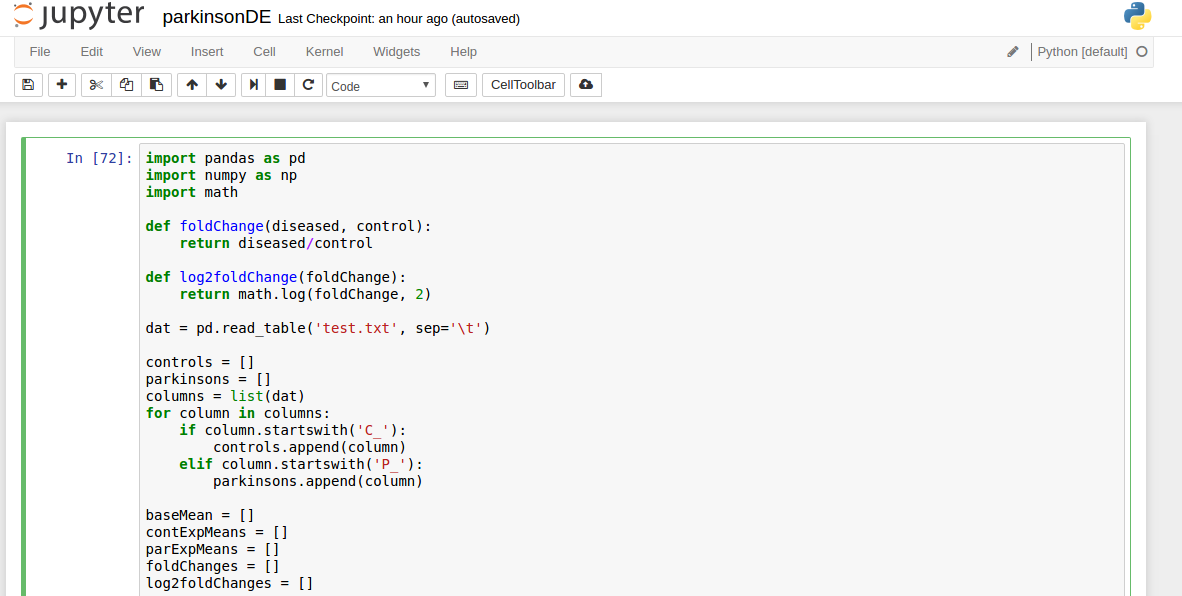 jupyter parkinsonDE Last Checkpoint: an hour ago (autosaved)
File Edit View Insert Cell Kernel Widgets Help Python [default]
Code CellToolbar
In [72]: import pandas as pd
import numpy as np
import math

def foldChange(diseased, control):
    return diseased/control

def log2foldChange(foldChange):
    return math.log(foldChange, 2)

dat = pd.read_table('test.txt', sep='\t')

controls = []
parkinsons = []
columns = list(dat)
for column in columns:
    if column.startswith('C_'):
        controls.append(column)
    elif column.startswith('P_'):
        parkinsons.append(column)

baseMean = []
contExpMeans = []
parExpMeans = []
foldChanges = []
log2foldChanges = []